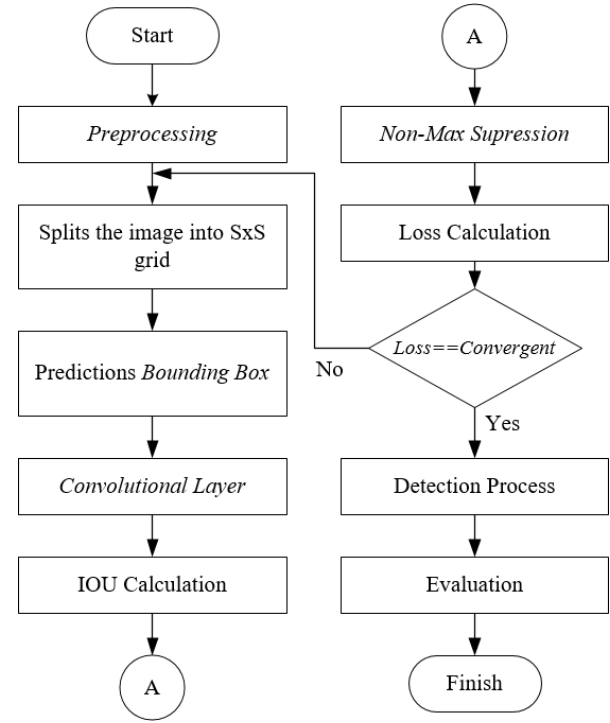 Start
Preprocessing
Splits the image into SxS
grid
Predictions Bounding Box
Convolutional Layer
IOU Calculation
A
A
Non-Max Supression
Loss Calculation
Loss==Convergent
No
Yes
Detection Process
Evaluation
Finish